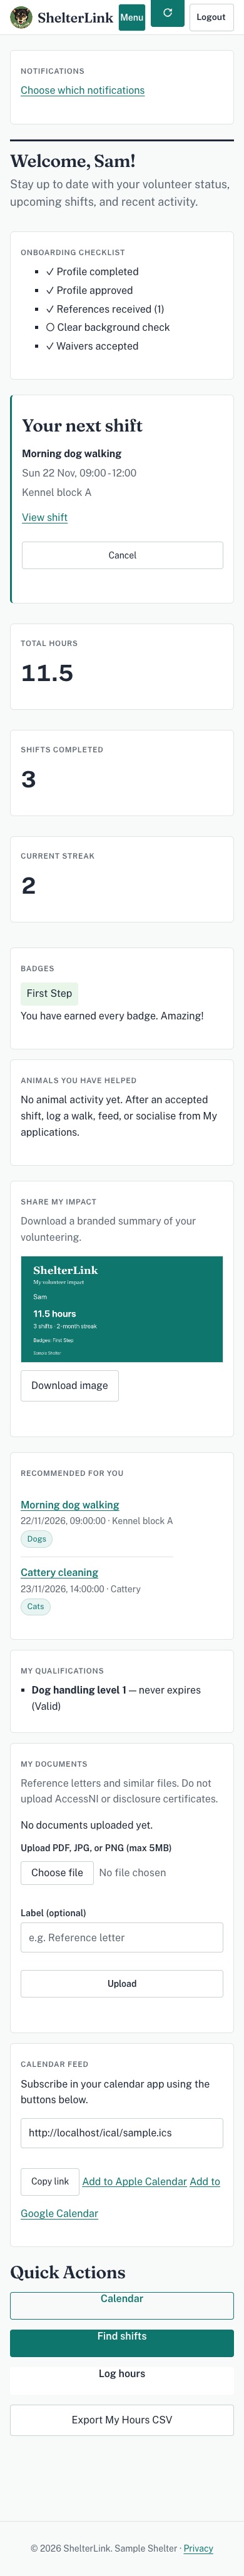 ShelterLink
Menu
Logout
NOTIFICATIONS
Choose which notifications
Welcome, Sam!
Stay up to date with your volunteer status,
upcoming shifts, and recent activity.
ONBOARDING CHECKLIST
✓ Profile completed
✓ Profile approved
✓ References received (1)
○ Clear background check
✓ Waivers accepted
Your next shift
Morning dog walking
Sun 22 Nov, 09:00 - 12:00
Kennel block A
View shift
Cancel
TOTAL HOURS
11.5
SHIFTS COMPLETED
3
CURRENT STREAK
2
BADGES
First Step
You have earned every badge. Amazing!
ANIMALS YOU HAVE HELPED
No animal activity yet. After an accepted
shift, log a walk, feed, or socialise from My
applications.
SHARE MY IMPACT
Download a branded summary of your
volunteering.
ShelterLink
My volunteer impact
Sam
11.5 hours
3 shifts · 2-month streak
Badges: First Step
Sample Shelter
Download image
RECOMMENDED FOR YOU
Morning dog walking
22/11/2026, 09:00:00 · Kennel block A
Dogs
Cattery cleaning
23/11/2026, 14:00:00 · Cattery
Cats
MY QUALIFICATIONS
Dog handling level 1 — never expires
(Valid)
MY DOCUMENTS
Reference letters and similar files. Do not
upload AccessNI or disclosure certificates.
No documents uploaded yet.
Upload PDF, JPG, or PNG (max 5MB)
Choose file No file chosen
Label (optional)
e.g. Reference letter
Upload
CALENDAR FEED
Subscribe in your calendar app using the
buttons below.
http://localhost/ical/sample.ics
Copy link Add to Apple Calendar Add to
Google Calendar
Quick Actions
Calendar
Find shifts
Log hours
Export My Hours CSV
© 2026 ShelterLink. Sample Shelter · Privacy